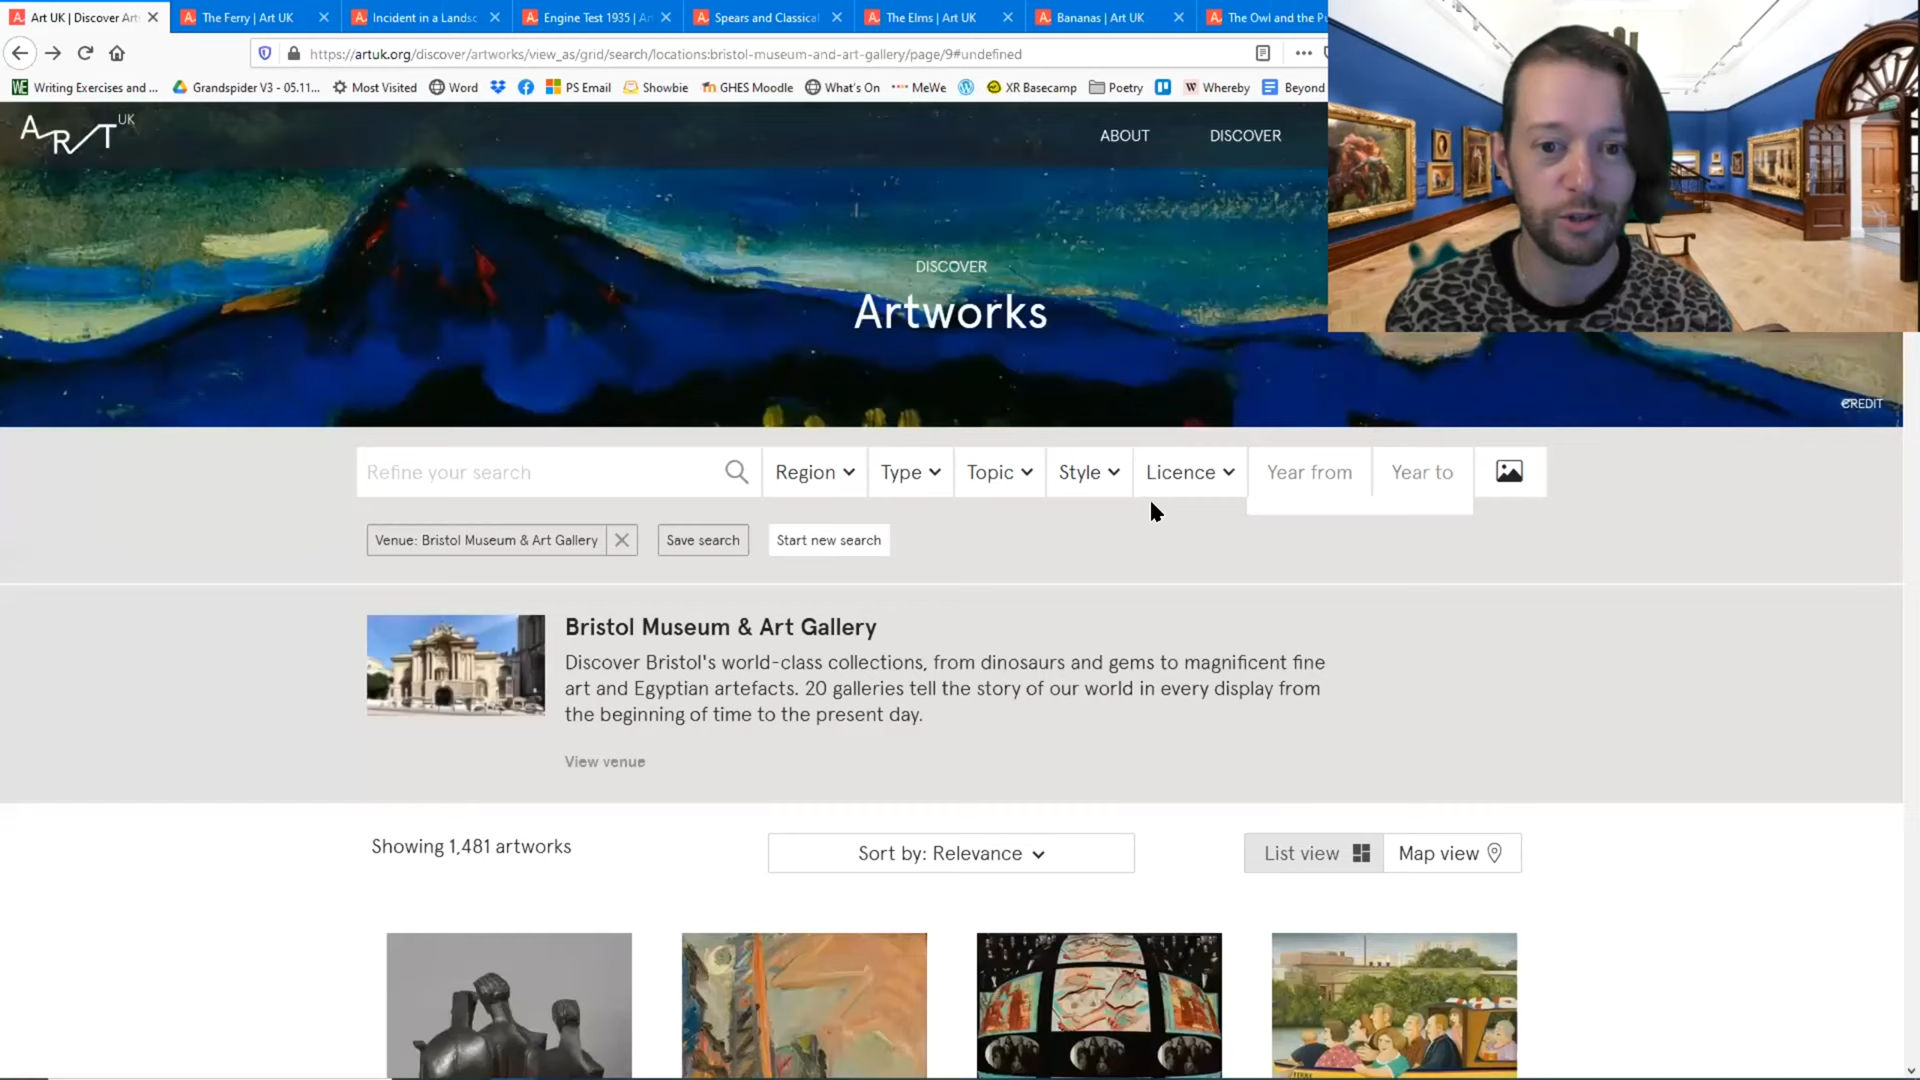 Art UK | Discover Art
The Ferry | Art UK
Incident in a Landsc
Engine Test 1935 | Ar
Spears and Classical
The Elms | Art UK
Bananas | Art UK
The Owl and the Pu
https://artuk.org/discover/artworks/view_as/grid/search/locations:bristol-museum-and-art-gallery/page/9#undefined
Writing Exercises and ...
Grandspider V3 - 05.11...
Most Visited
Word
PS Email
Showbie
GHES Moodle
What's On
MeWe
XR Basecamp
Poetry
Whereby
Beyond
ART UK
ABOUT
DISCOVER
DISCOVER
Artworks
CREDIT
Refine your search
Region
Type
Topic
Style
Licence
Year from
Year to
Venue: Bristol Museum & Art Gallery
Save search
Start new search
Bristol Museum & Art Gallery
Discover Bristol's world-class collections, from dinosaurs and gems to magnificent fine
art and Egyptian artefacts. 20 galleries tell the story of our world in every display from
the beginning of time to the present day.
View venue
Showing 1,481 artworks
Sort by: Relevance
List view
Map view